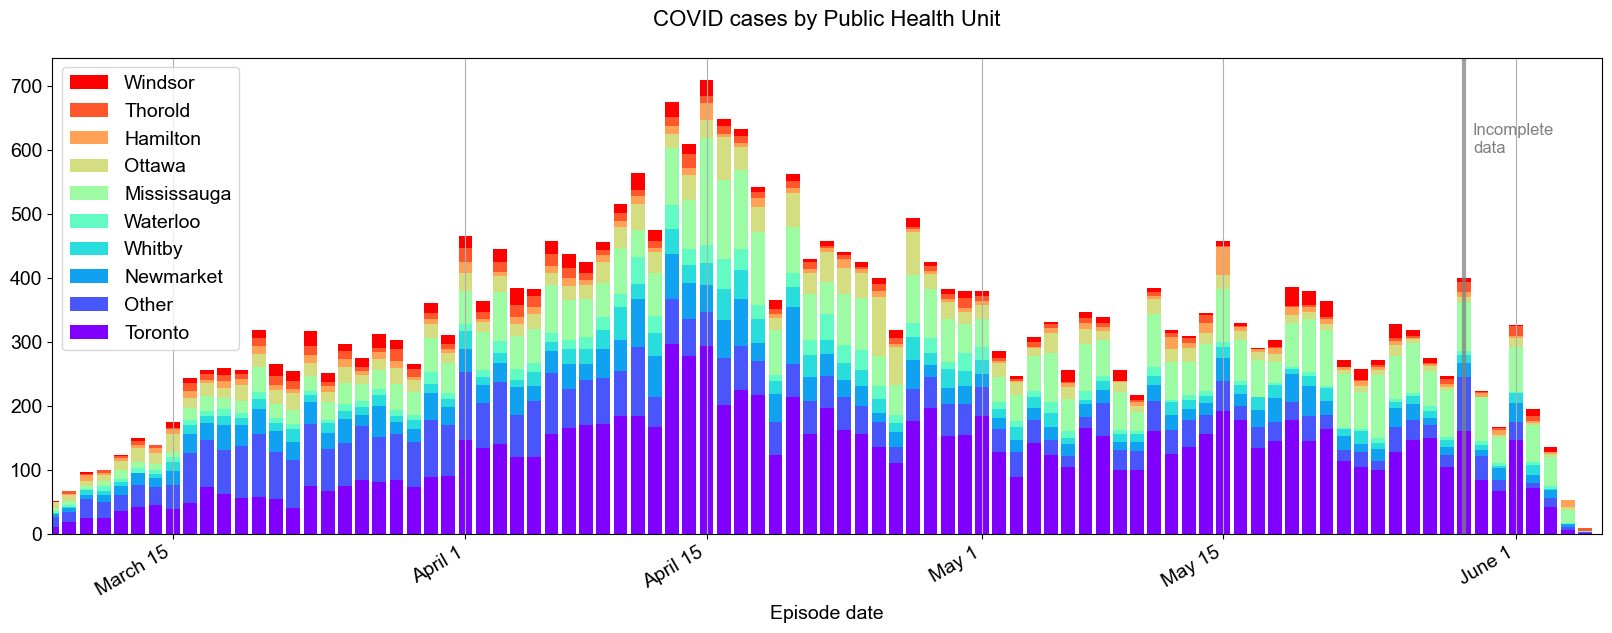 COVID cases by Public Health Unit
700
600
500
400
300
200
100
0
Windsor
Thorold
Hamilton
Ottawa
Mississauga
Waterloo
Whitby
Newmarket
Other
Toronto
Incomplete
data
March 15
April 1
April 15
May 1
May 15
June 1
Episode date